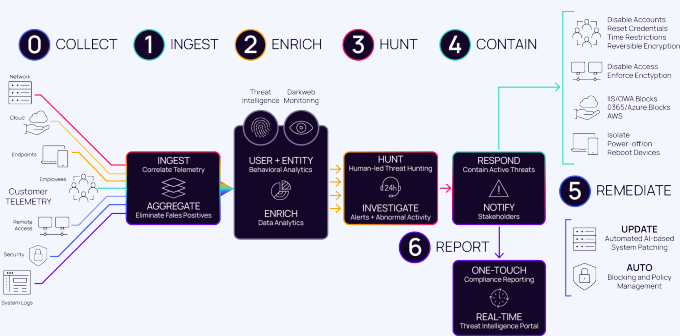 0 COLLECT
1 INGEST
2 ENRICH
3 HUNT
4 CONTAIN
Network
Cloud
Endpoints
Employees
Customer
TELEMETRY
Remote
Access
Security
System Logs
INGEST
Correlate Telemetry
AGGREGATE
Eliminate Fales Positives
Threat
Intelligence
Darkweb
Monitoring
USER + ENTITY
Behavioral Analytics
ENRICH
Data Analytics
HUNT
Human-led Threat Hunting
24h
INVESTIGATE
Alerts + Abnormal Activity
RESPOND
Contain Active Threats
NOTIFY
Stakeholders
Disable Accounts
Reset Credentials
Time Restrictions
Reversible Encryption
Disable Access
Enforce Enctyption
IIS/OWA Blocks
0365/Azure Blocks
AWS
Isolate
Power-off/on
Reboot Devices
5 REMEDIATE
UPDATE
Automated AI-based
System Patching
AUTO
Blocking and Policy
Management
6 REPORT
ONE-TOUCH
Compliance Reporting
REAL-TIME
Threat Intelligence Portal